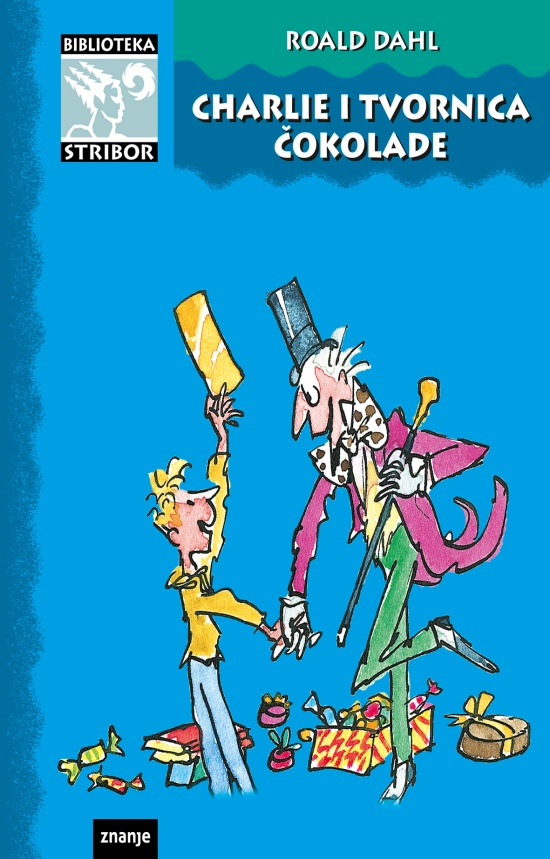 BIBLIOTEKA
STRIBOR
ROALD DAHL
CHARLIE I TVORNICA
ČOKOLADE
znanje